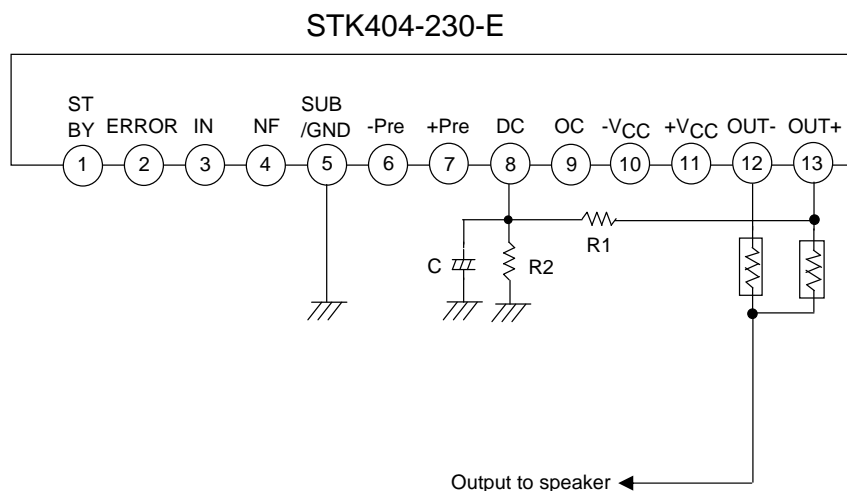 STK404-230-E
ST
BY
ERROR
IN
NF
SUB
/GND
-Pre
+Pre
DC
OC
-VCC
+VCC
OUT-
OUT+
1
2
3
4
5
6
7
8
9
10
11
12
13
R1
C
R2
Output to speaker